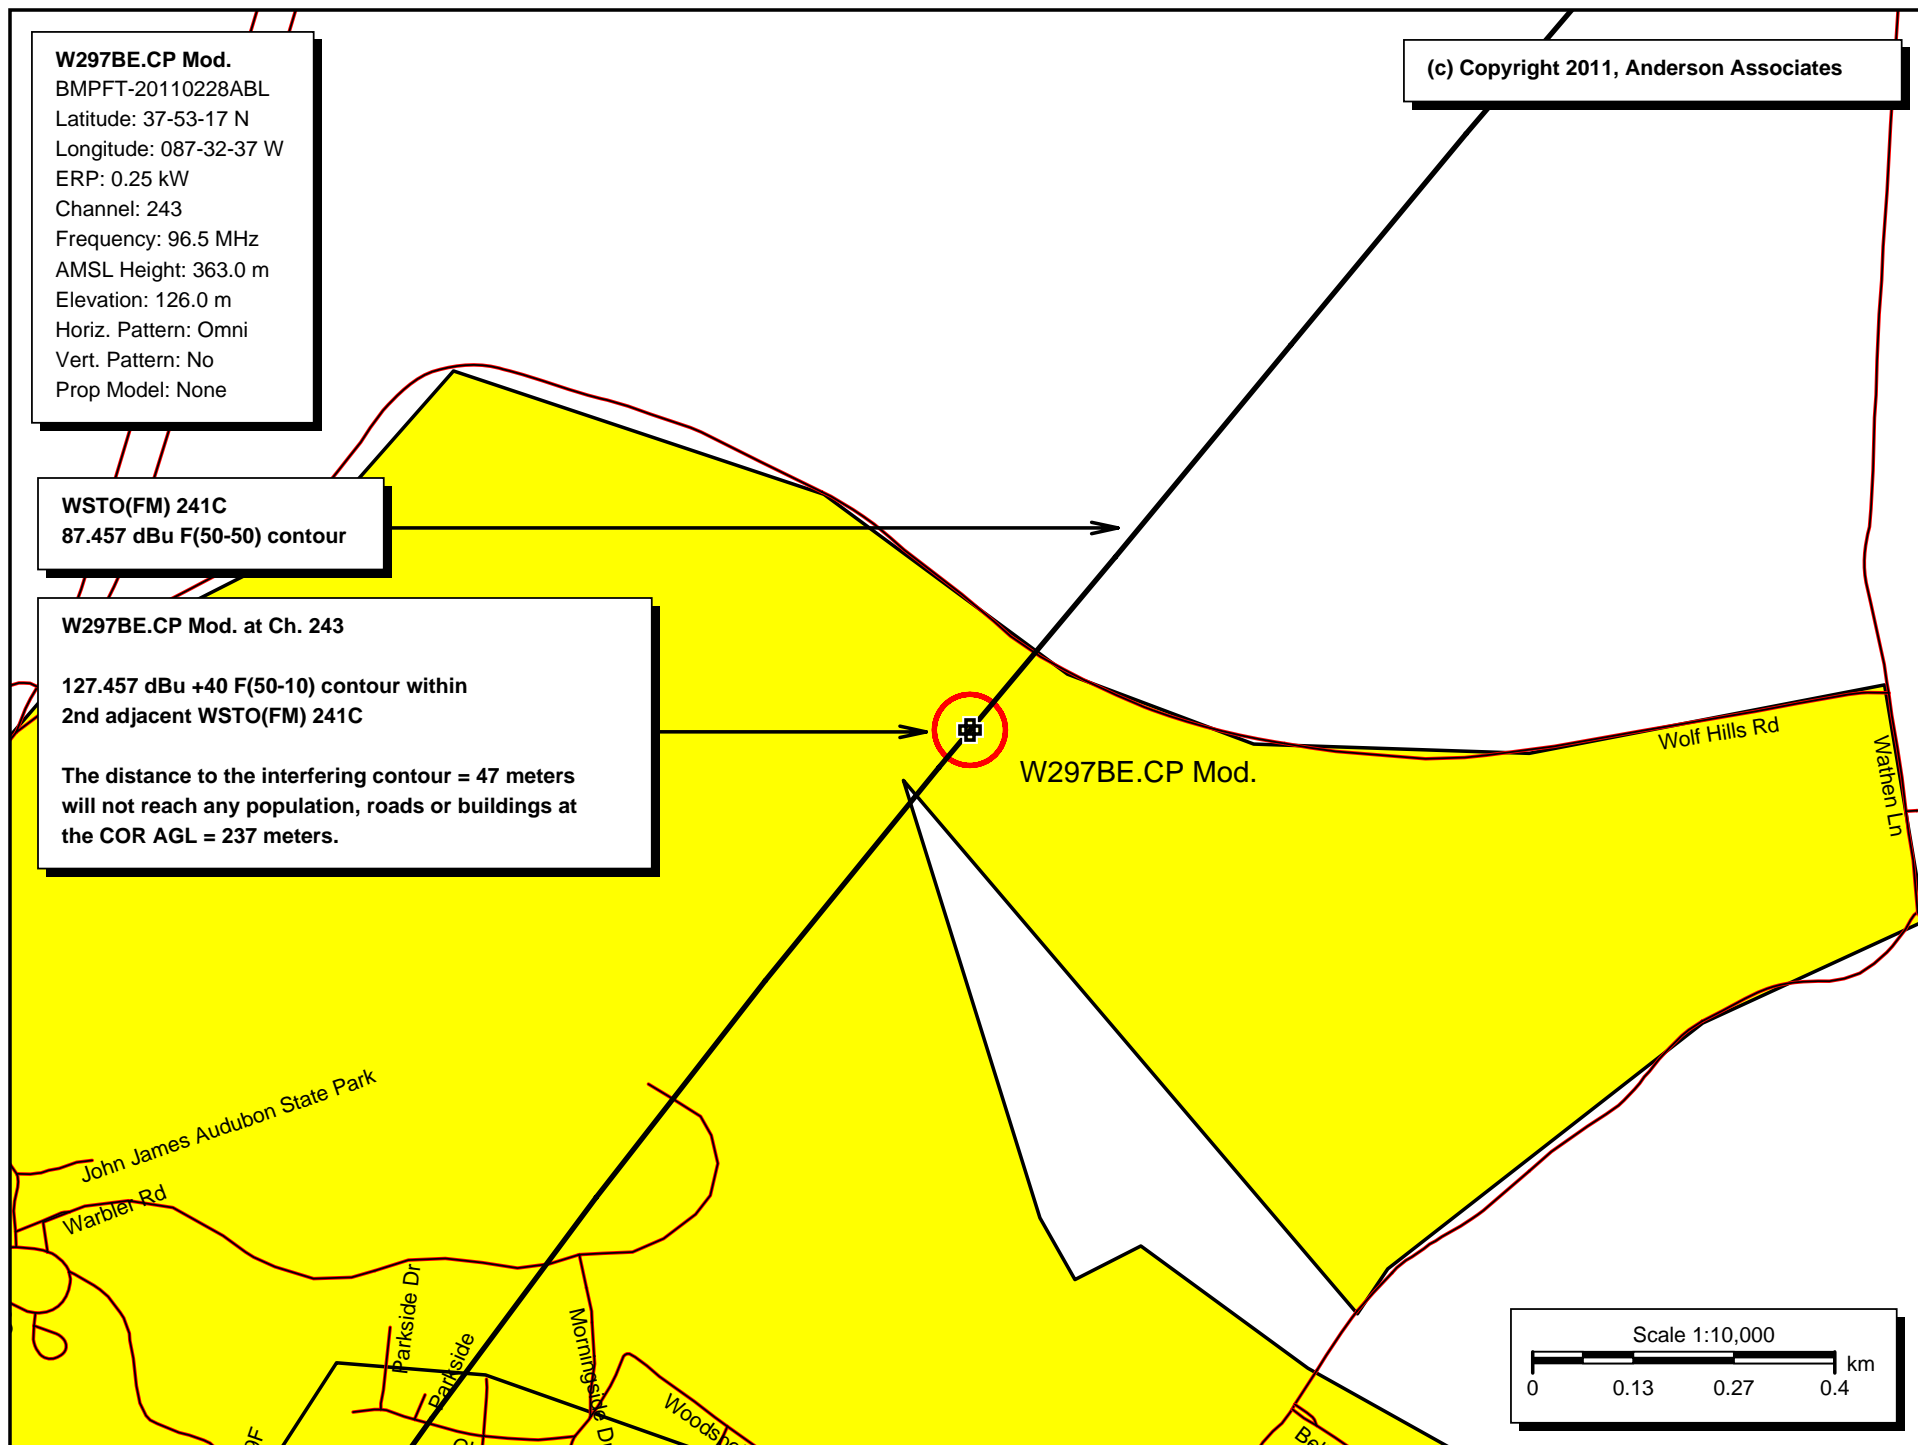 W297BE.CP Mod.
BMPFT-20110228ABL
Latitude: 37-53-17 N
Longitude: 087-32-37 W
ERP: 0.25 kW
Channel: 243
Frequency: 96.5 MHz
AMSL Height: 363.0 m
Elevation: 126.0 m
Horiz. Pattern: Omni
Vert. Pattern: No
Prop Model: None
(c) Copyright 2011, Anderson Associates
WSTO(FM) 241C
87.457 dBu F(50-50) contour
W297BE.CP Mod. at Ch. 243
127.457 dBu +40 F(50-10) contour within
2nd adjacent WSTO(FM) 241C
The distance to the interfering contour = 47 meters
will not reach any population, roads or buildings at
the COR AGL = 237 meters.
W297BE.CP Mod.
Wolf Hills Rd
Wathen Ln
John James Audubon State Park
Warbler Rd
Parkside Dr
Parkside
Morningside Dr
Scale 1:10,000
km
0 0.13 0.27 0.4